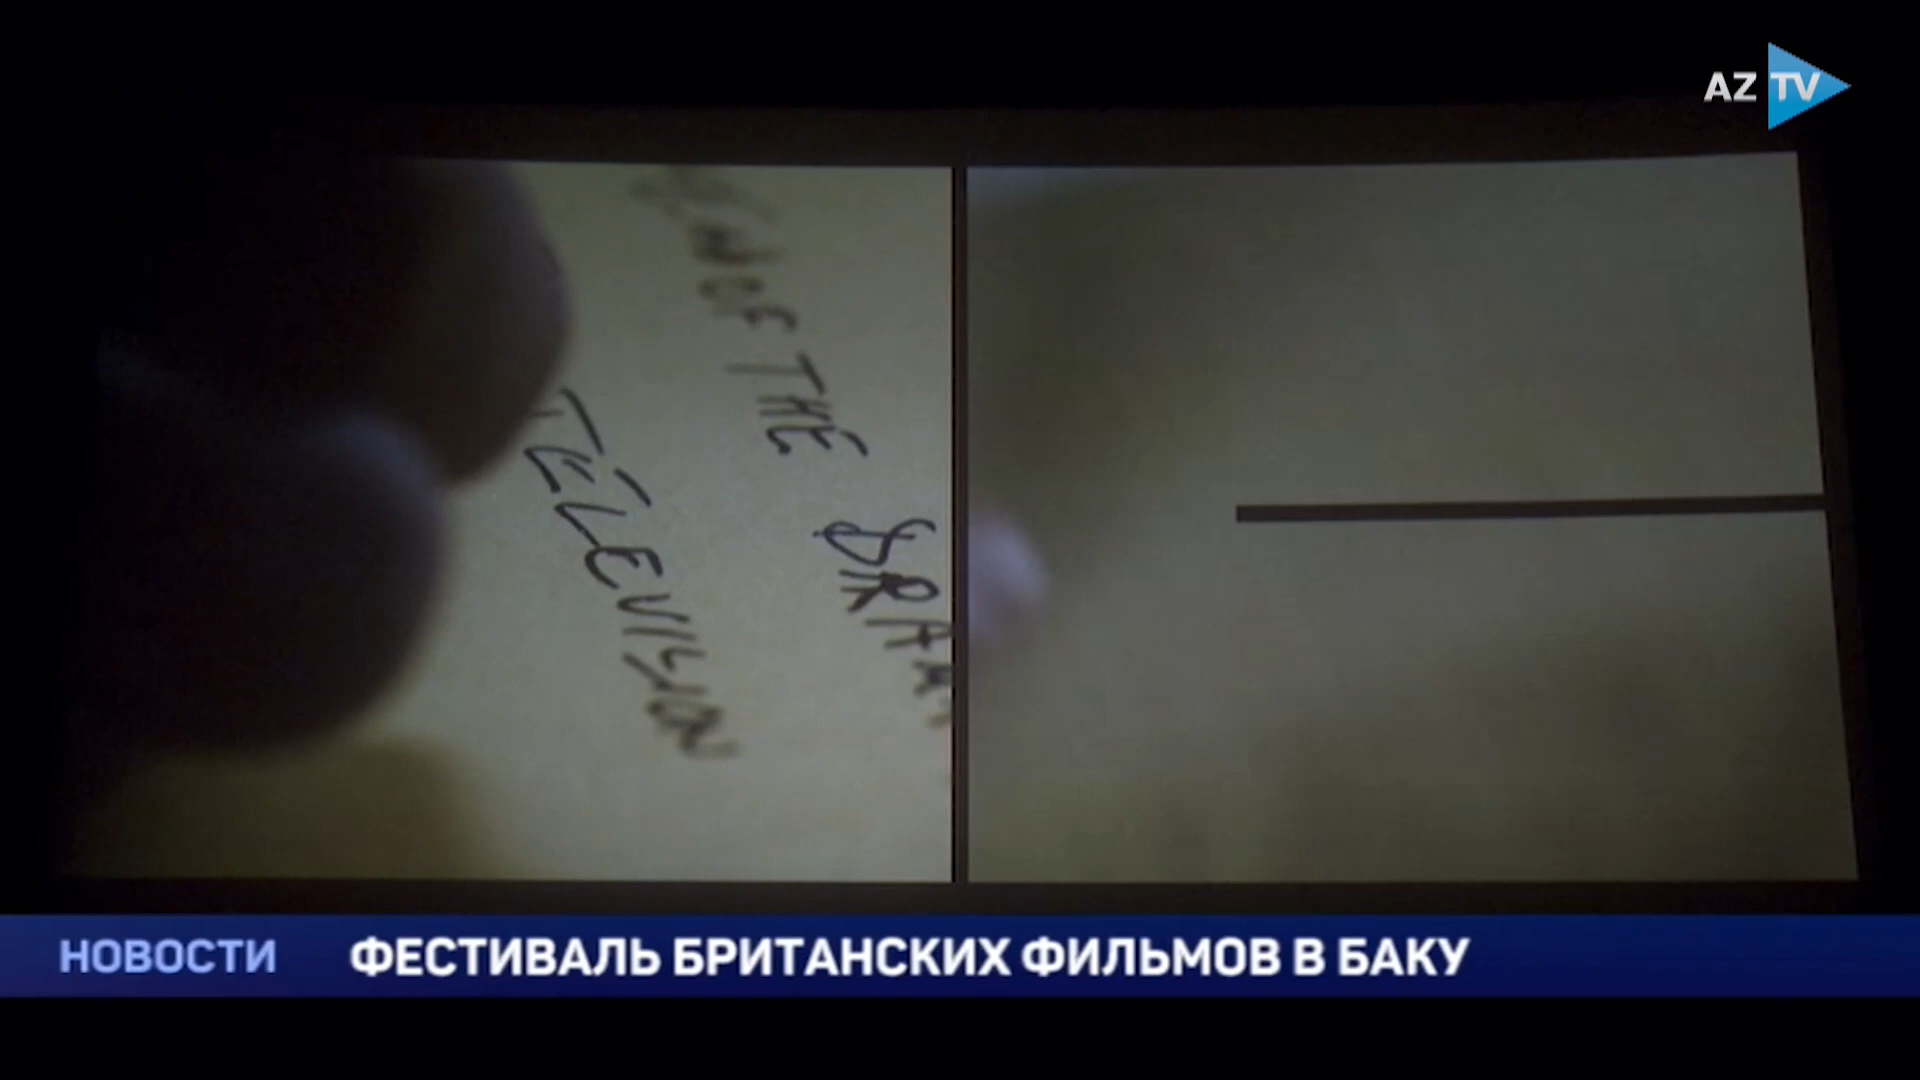 AZ TV
OF THE
TELEVISION
НОВОСТИ
ФЕСТИВАЛЬ БРИТАНСКИХ ФИЛЬМОВ В БАКУ